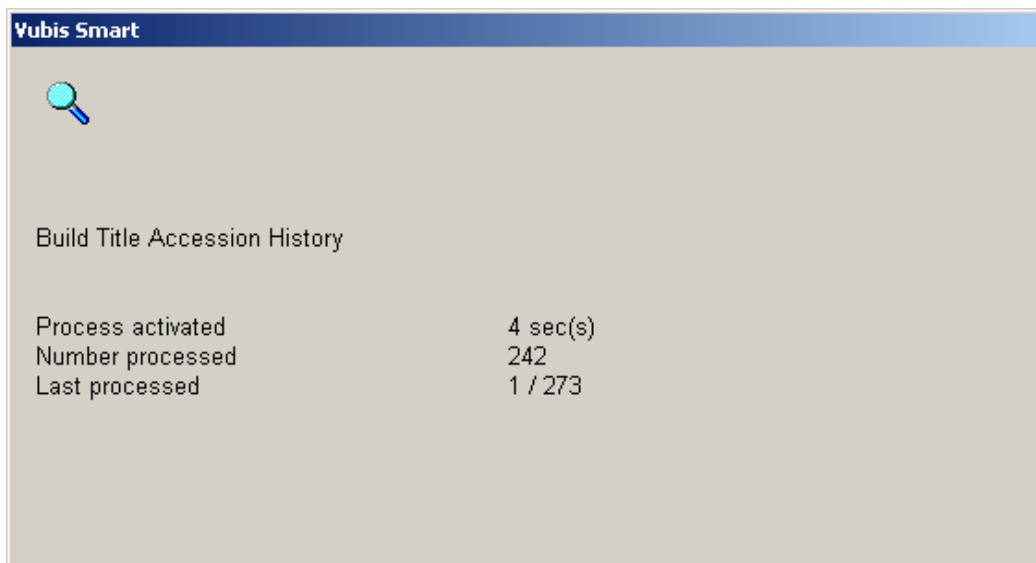 Vubis Smart
Build Title Accession History
Process activated 4 sec(s)
Number processed 242
Last processed 1 / 273